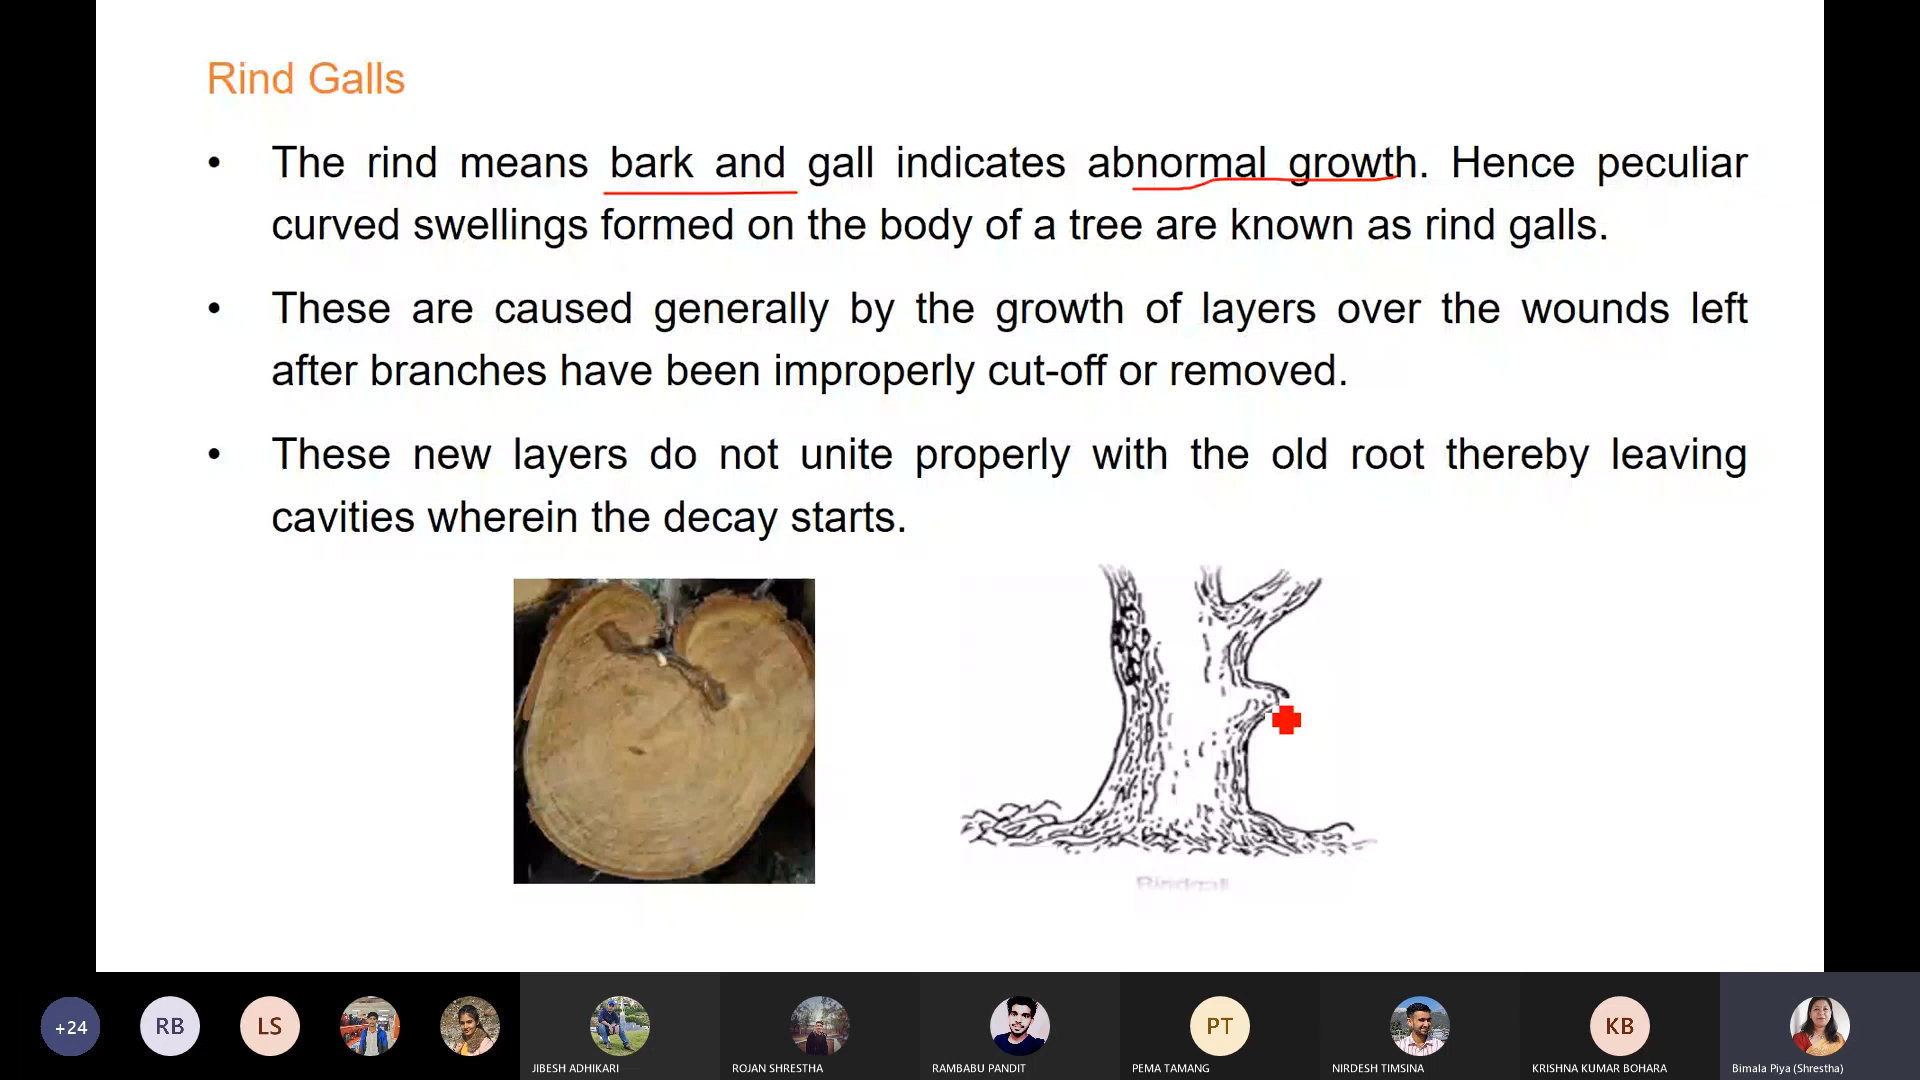 Rind Galls
• The rind means bark and gall indicates abnormal growth. Hence peculiar
curved swellings formed on the body of a tree are known as rind galls.
• These are caused generally by the growth of layers over the wounds left
after branches have been improperly cut-off or removed.
• These new layers do not unite properly with the old root thereby leaving
cavities wherein the decay starts.
Rindgall
+24
RB
LS
PT
KB
JIBESH ADHIKARI
ROJAN SHRESTHA
RAMBABU PANDIT
PEMA TAMANG
NIRDESH TIMSINA
KRISHNA KUMAR BOHARA
Bimala Piya (Shrestha)